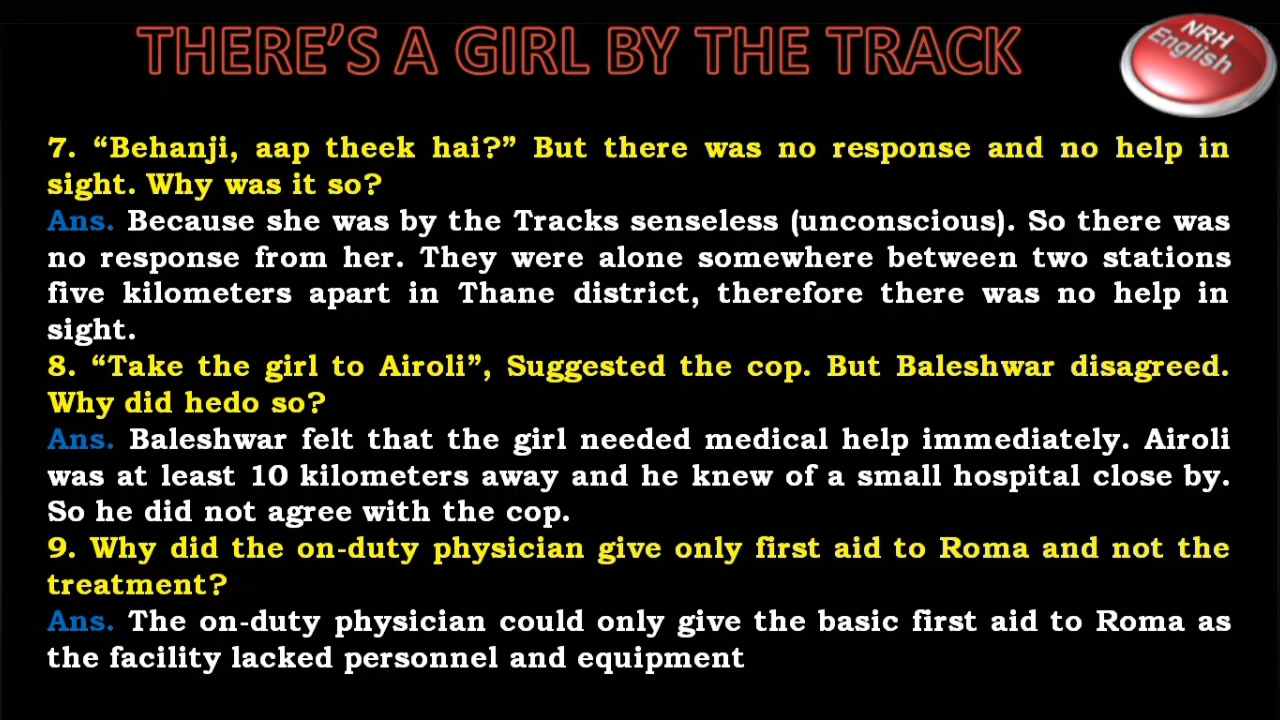 THERE'S A GIRL BY THE TRACK
NRH
English
7. “Behanji, aap theek hai?” But there was no response and no help in
sight. Why was it so?
Ans. Because she was by the Tracks senseless (unconscious). So there was
no response from her. They were alone somewhere between two stations
five kilometers apart in Thane district, therefore there was no help in
sight.
8. “Take the girl to Airoli”, Suggested the cop. But Baleshwar disagreed.
Why did hedo so?
Ans. Baleshwar felt that the girl needed medical help immediately. Airoli
was at least 10 kilometers away and he knew of a small hospital close by.
So he did not agree with the cop.
9. Why did the on-duty physician give only first aid to Roma and not the
treatment?
Ans. The on-duty physician could only give the basic first aid to Roma as
the facility lacked personnel and equipment